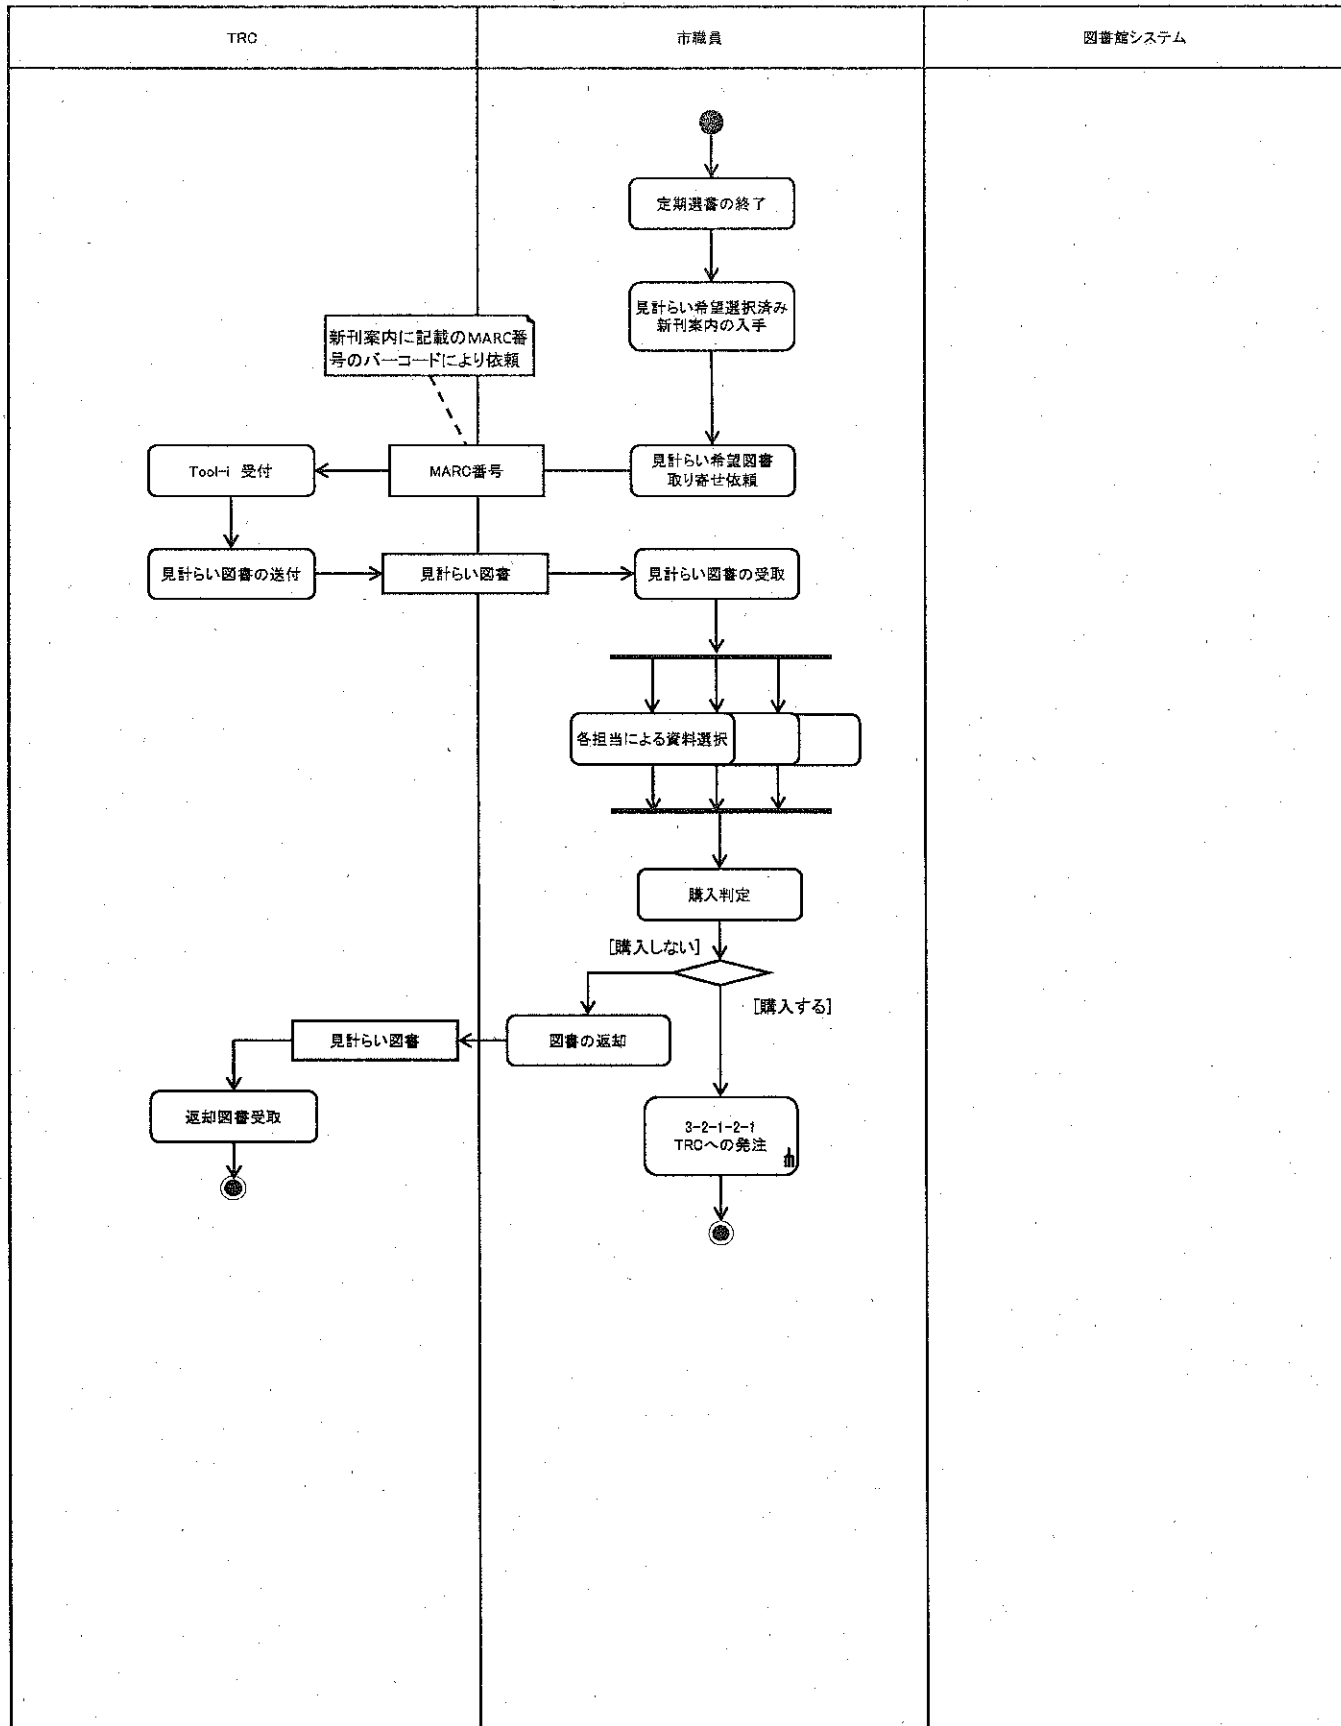 TRC
市職員
図書館システム
定期選書の終了
見計らい希望選択済み
新刊案内の入手
新刊案内に記載のMARC番
号のバーコードにより依頼
Tool-i 受付
MARC番号
見計らい希望図書
取り寄せ依頼
見計らい図書の送付
見計らい図書
見計らい図書の受取
各担当による資料選択
購入判定
[購入しない]
[購入する]
見計らい図書
図書の返却
返却図書受取
3-2-1-2-1
TRCへの発注